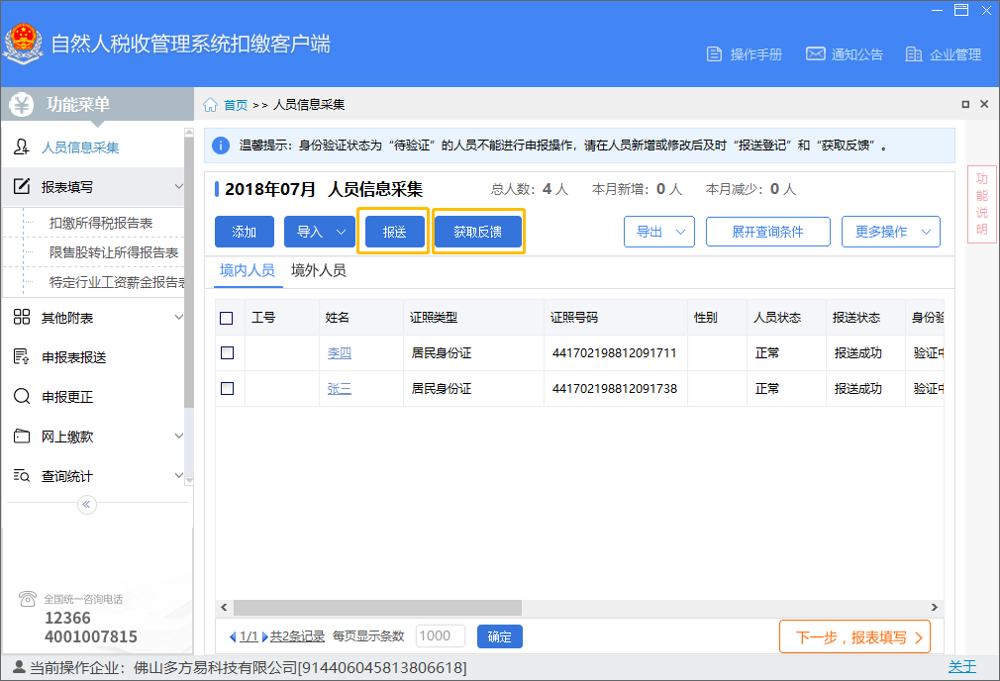 自然人税收管理系统扣缴客户端
操作手册 通知公告 企业管理
功能菜单
首页 >> 人员信息采集
人员信息采集
报表填写
扣缴所得税报告表
限售股转让所得报告表
特定行业工资薪金报告表
其他附表
申报表报送
申报更正
网上缴款
查询统计
全国统一咨询电话
12366
4001007815
温馨提示：身份验证状态为“待验证”的人员不能进行申报操作，请在人员新增或修改后及时“报送登记”和“获取反馈”。
2018年07月 人员信息采集 总人数：4 人 本月新增：0 人 本月减少：0 人
添加 导入 报送 获取反馈 导出 展开查询条件 更多操作
境内人员 境外人员
工号 姓名 证照类型 证照号码 性别 人员状态 报送状态 身份验
李四 居民身份证 441702198812091711 正常 报送成功 验证中
张三 居民身份证 441702198812091738 正常 报送成功 验证中
1/1 共2条记录 每页显示条数 1000 确定
下一步，报表填写
功能说明
当前操作企业：佛山多方易科技有限公司[914406045813806618] 关于